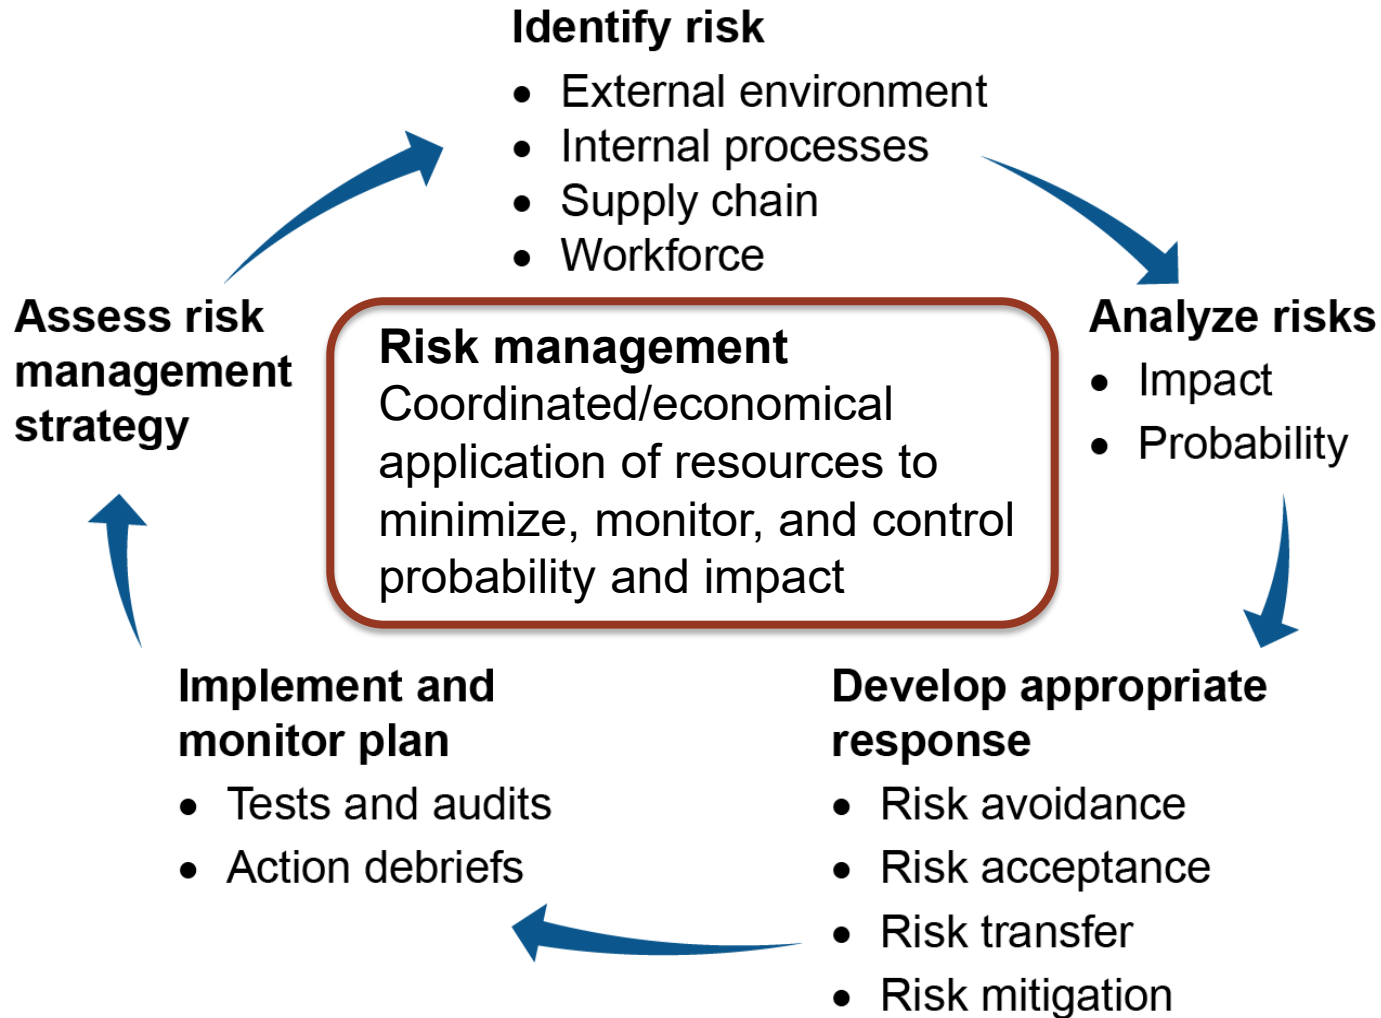 Identify risk
• External environment
• Internal processes
• Supply chain
• Workforce
Analyze risks
• Impact
• Probability
Develop appropriate
response
• Risk avoidance
• Risk acceptance
• Risk transfer
• Risk mitigation
Implement and
monitor plan
• Tests and audits
• Action debriefs
Assess risk
management
strategy
Risk management
Coordinated/economical
application of resources to
minimize, monitor, and control
probability and impact